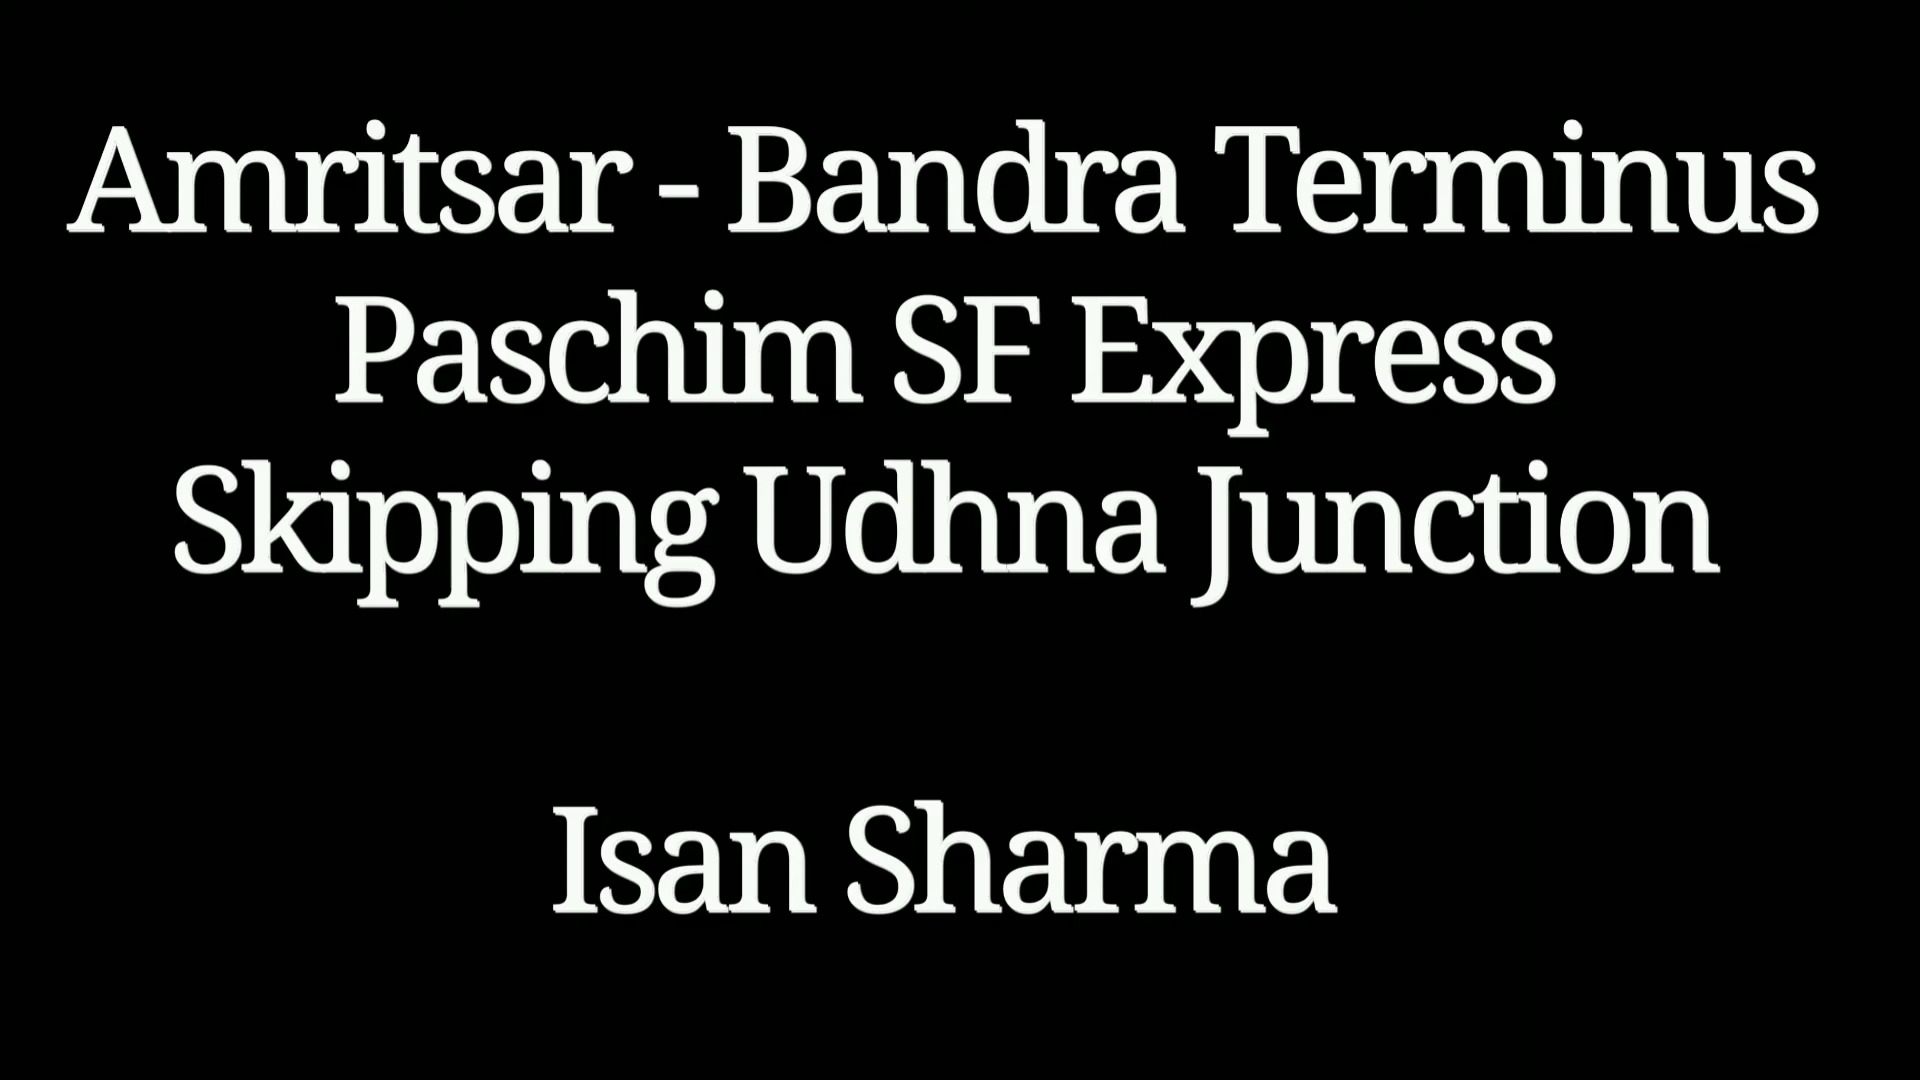 Amritsar - Bandra Terminus
Paschim SF Express
Skipping Udhna Junction
Isan Sharma